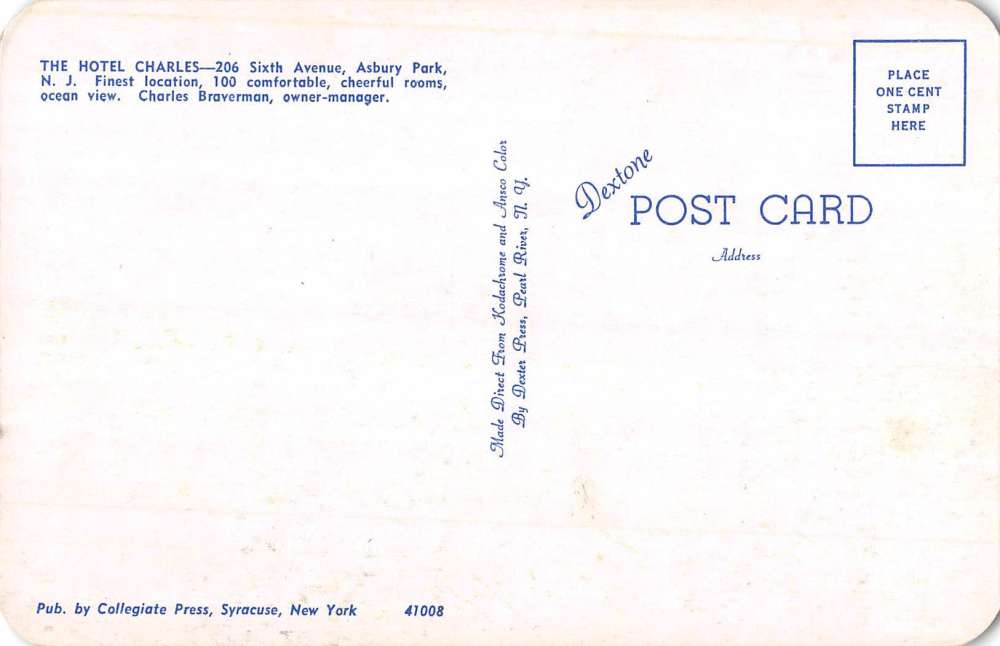 THE HOTEL CHARLES—206 Sixth Avenue, Asbury Park,
N. J. Finest location, 100 comfortable, cheerful rooms,
ocean view. Charles Braverman, owner-manager.
PLACE
ONE CENT
STAMP
HERE
Made Direct From Kodachrome and Ansco Color
By Dexter Press, Pearl River, N. Y.
Dextone
POST CARD
Address
Pub. by Collegiate Press, Syracuse, New York 41008